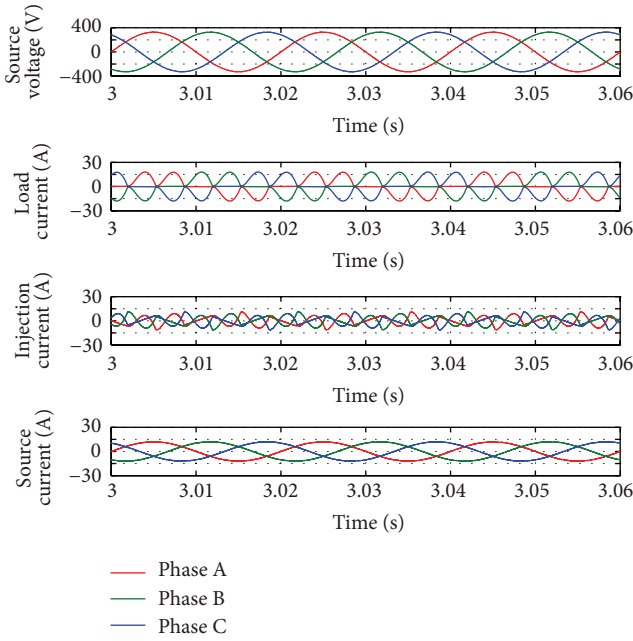 Source
voltage (V)
400
0
−400
3 3.01 3.02 3.03 3.04 3.05 3.06
Time (s)
Load
current (A)
30
0
−30
3 3.01 3.02 3.03 3.04 3.05 3.06
Time (s)
Injection
current (A)
30
0
−30
3 3.01 3.02 3.03 3.04 3.05 3.06
Time (s)
Source
current (A)
30
0
−30
3 3.01 3.02 3.03 3.04 3.05 3.06
Time (s)
Phase A
Phase B
Phase C